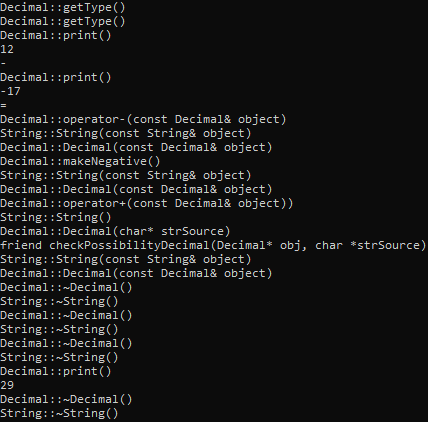 Decimal::getType()
Decimal::getType()
Decimal::print()
12
-
Decimal::print()
-17
=
Decimal::operator-(const Decimal& object)
String::String(const String& object)
Decimal::Decimal(const Decimal& object)
Decimal::makeNegative()
String::String(const String& object)
Decimal::Decimal(const Decimal& object)
Decimal::operator+(const Decimal& object))
String::String()
Decimal::Decimal(char* strSource)
friend checkPossibilityDecimal(Decimal* obj, char *strSource)
String::String(const String& object)
Decimal::Decimal(const Decimal& object)
Decimal::~Decimal()
String::~String()
Decimal::~Decimal()
String::~String()
Decimal::~Decimal()
String::~String()
Decimal::print()
29
Decimal::~Decimal()
String::~String()